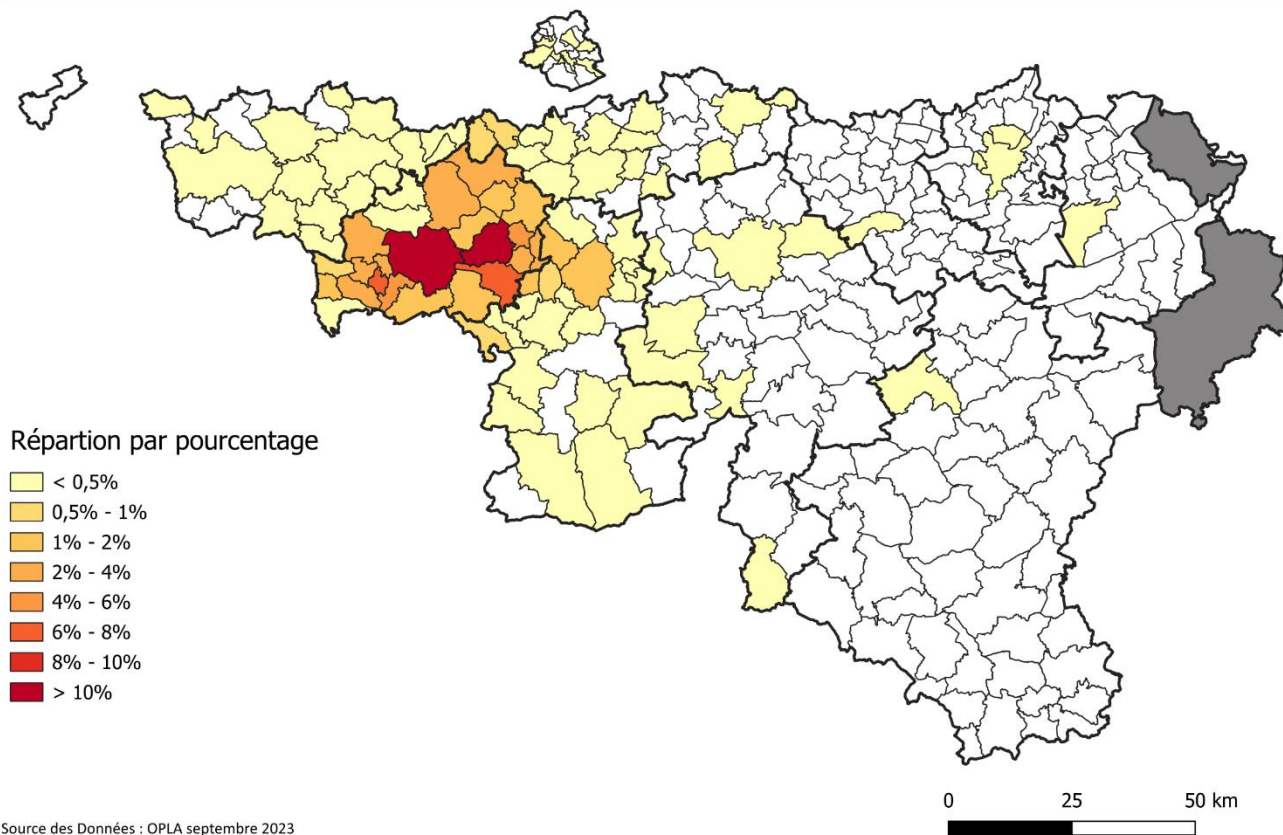 Répartion par pourcentage
< 0,5%
0,5% - 1%
1% - 2%
2% - 4%
4% - 6%
6% - 8%
8% - 10%
> 10%
0 25 50 km
Source des Données : OPLA septembre 2023